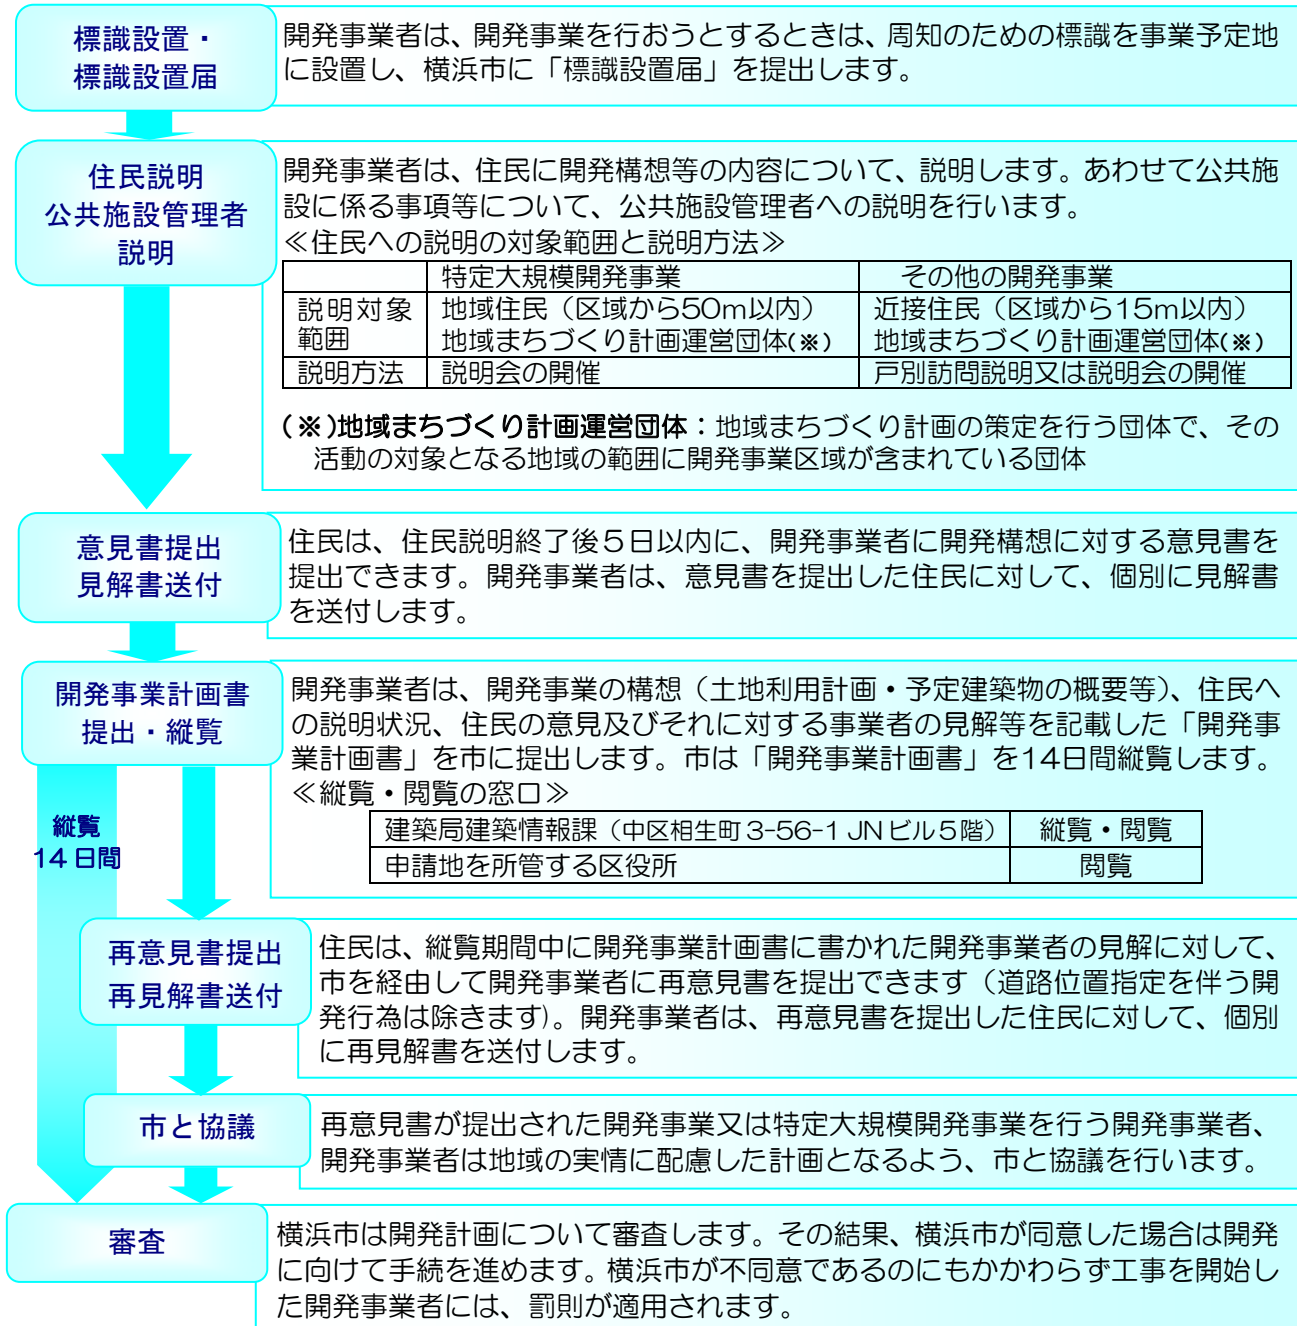 標識設置・
標識設置届
開発事業者は、開発事業を行おうとするときは、周知のための標識を事業予定地
に設置し、横浜市に「標識設置届」を提出します。
住民説明
公共施設管理者
説明
開発事業者は、住民に開発構想等の内容について、説明します。あわせて公共施
設に係る事項等について、公共施設管理者への説明を行います。
≪住民への説明の対象範囲と説明方法≫
特定大規模開発事業 その他の開発事業
説明対象範囲 地域住民（区域から50m以内） 近接住民（区域から15m以内）
地域まちづくり計画運営団体(※) 地域まちづくり計画運営団体(※)
説明方法 説明会の開催 戸別訪問説明又は説明会の開催
(※)地域まちづくり計画運営団体：地域まちづくり計画の策定を行う団体で、その
活動の対象となる地域の範囲に開発事業区域が含まれている団体
意見書提出
見解書送付
住民は、住民説明終了後５日以内に、開発事業者に開発構想に対する意見書を
提出できます。開発事業者は、意見書を提出した住民に対して、個別に見解書
を送付します。
開発事業計画書
提出・縦覧
開発事業者は、開発事業の構想（土地利用計画・予定建築物の概要等）、住民へ
の説明状況、住民の意見及びそれに対する事業者の見解等を記載した「開発事
業計画書」を市に提出します。市は「開発事業計画書」を14日間縦覧します。
≪縦覧・閲覧の窓口≫
建築局建築情報課（中区相生町 3-56-1 JN ビル５階） 縦覧・閲覧
申請地を所管する区役所 閲覧
縦覧
14 日間
再意見書提出
再見解書送付
住民は、縦覧期間中に開発事業計画書に書かれた開発事業者の見解に対して、
市を経由して開発事業者に再意見書を提出できます（道路位置指定を伴う開
発行為は除きます）。開発事業者は、再意見書を提出した住民に対して、個別
に再見解書を送付します。
市と協議
再意見書が提出された開発事業又は特定大規模開発事業を行う開発事業者、
開発事業者は地域の実情に配慮した計画となるよう、市と協議を行います。
審査
横浜市は開発計画について審査します。その結果、横浜市が同意した場合は開発
に向けて手続を進めます。横浜市が不同意であるのにもかかわらず工事を開始し
た開発事業者には、罰則が適用されます。